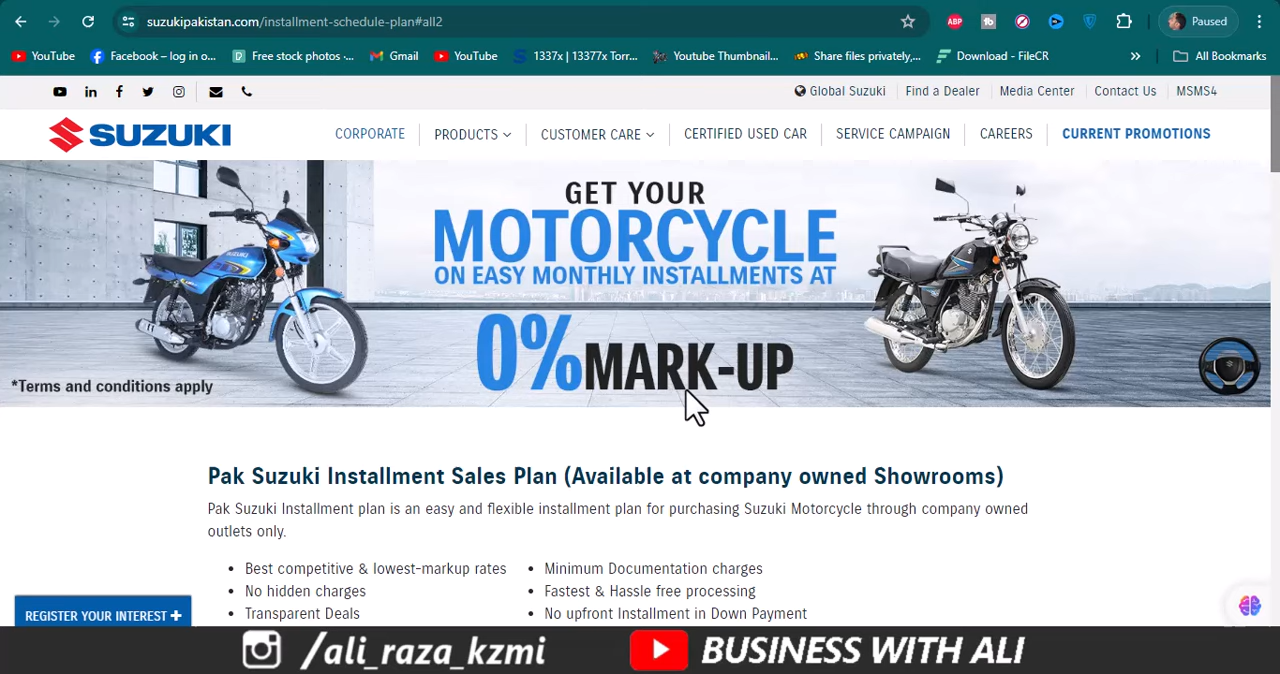 suzukipakistan.com/installment-schedule-plan#all2
ABP
Paused
YouTube
Facebook – log in o...
Free stock photos -...
Gmail
YouTube
1337x | 13377x Torr...
Youtube Thumbnail...
Share files privately,...
Download - FileCR
»
All Bookmarks
Global Suzuki
Find a Dealer
Media Center
Contact Us
MSMS4
SUZUKI
CORPORATE
PRODUCTS
CUSTOMER CARE
CERTIFIED USED CAR
SERVICE CAMPAIGN
CAREERS
CURRENT PROMOTIONS
GET YOUR
MOTORCYCLE
ON EASY MONTHLY INSTALLMENTS AT
0% MARK-UP
*Terms and conditions apply
Pak Suzuki Installment Sales Plan (Available at company owned Showrooms)
Pak Suzuki Installment plan is an easy and flexible installment plan for purchasing Suzuki Motorcycle through company owned
outlets only.
• Best competitive & lowest-markup rates
• No hidden charges
• Transparent Deals
• Minimum Documentation charges
• Fastest & Hassle free processing
• No upfront Installment in Down Payment
REGISTER YOUR INTEREST +
/ali_raza_kzmi
BUSINESS WITH ALI